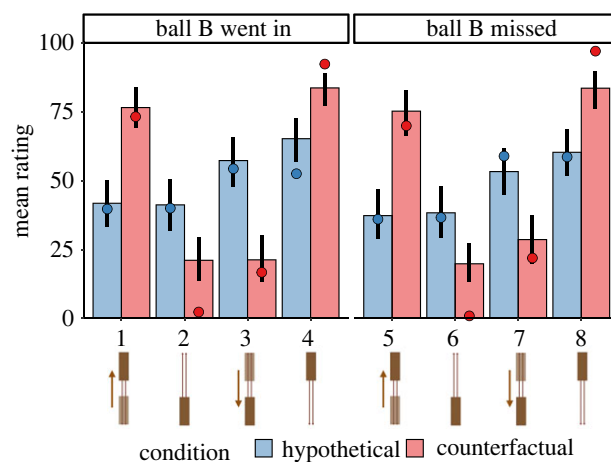 ball B went in ball B missed
100
75
50
25
0
mean rating
1 2 3 4 5 6 7 8
condition hypothetical counterfactual